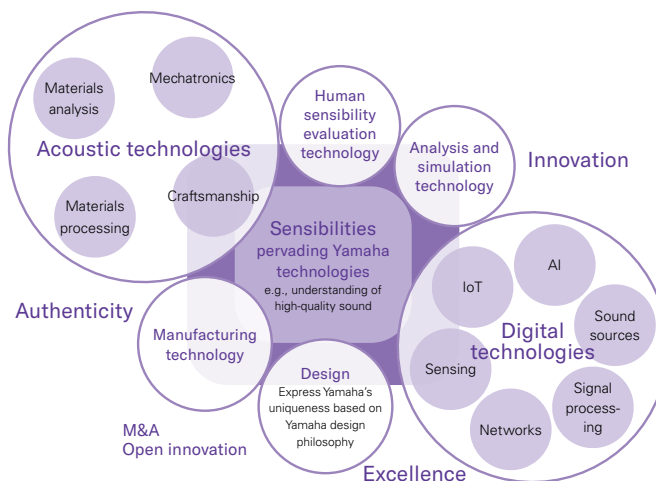 Materials
analysis
Mechatronics
Acoustic technologies
Materials
processing
Craftsmanship
Human
sensibility
evaluation
technology
Analysis and
simulation
technology
Innovation
Sensibilities
pervading Yamaha
technologies
e.g., understanding of
high-quality sound
Authenticity
Manufacturing
technology
Design
Express Yamaha's
uniqueness based on
Yamaha design
philosophy
M&A
Open innovation
Excellence
IoT
AI
Sound
sources
Digital
technologies
Sensing
Signal
process-
ing
Networks